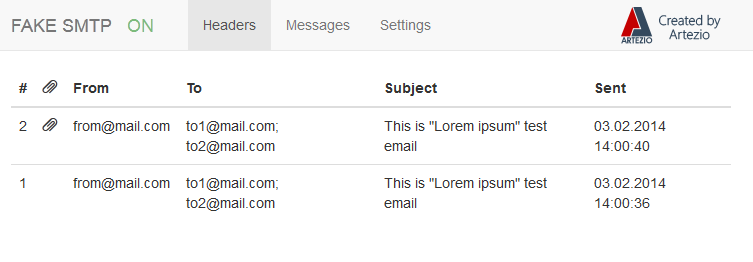 FAKE SMTP ON Headers Messages Settings ARTEZIO Created by
Artezio
# From To Subject Sent
2 from@mail.com to1@mail.com; This is "Lorem ipsum" test 03.02.2014
to2@mail.com email 14:00:40
1 from@mail.com to1@mail.com; This is "Lorem ipsum" test 03.02.2014
to2@mail.com email 14:00:36